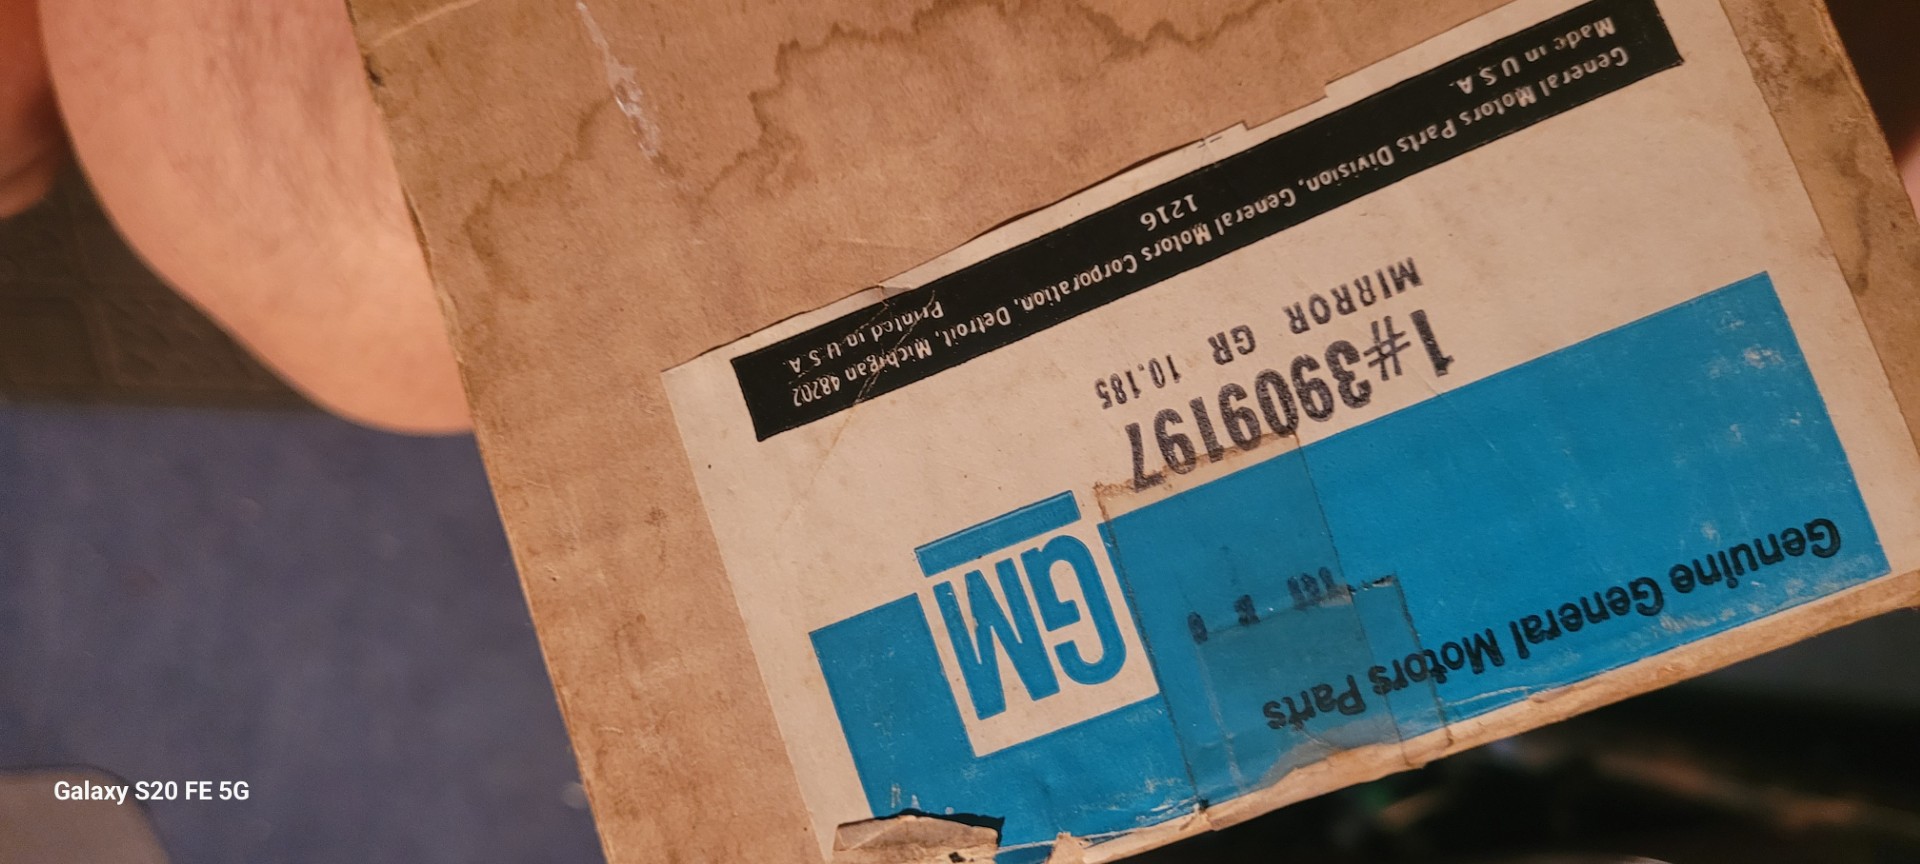 Genuine General Motors Parts
GM
1#3909197
MIRROR GR 10.185
1216
General Motors Parts Division, General Motors Corporation, Detroit, Michigan 48202
Made in U.S.A.
Printed in U.S.A.
Galaxy S20 FE 5G